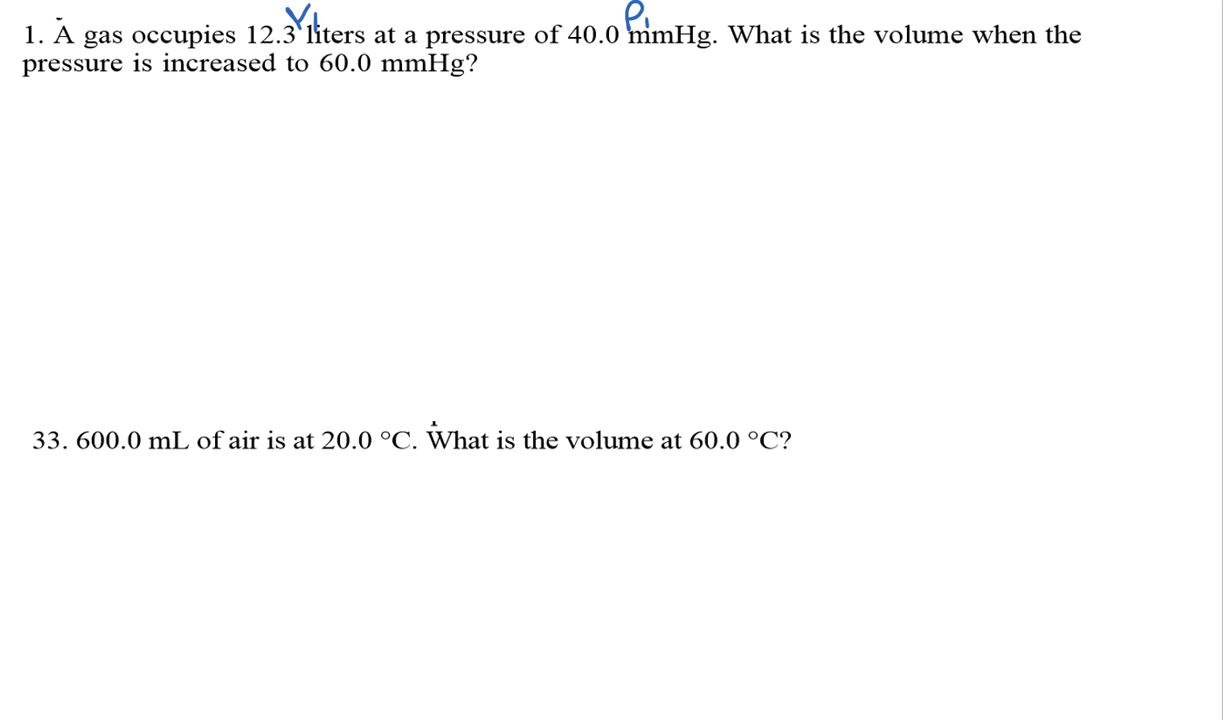 V1 P1
1. A gas occupies 12.3 liters at a pressure of 40.0 mmHg. What is the volume when the
pressure is increased to 60.0 mmHg?
33. 600.0 mL of air is at 20.0 °C. What is the volume at 60.0 °C?